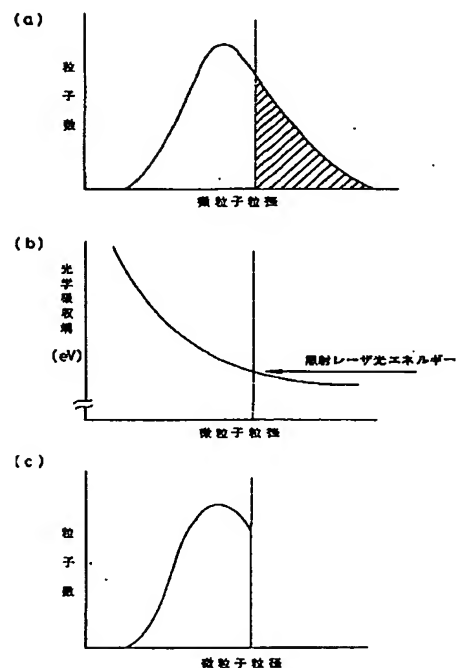 (a)
粒子数
微粒子粒径
(b)
光学吸収端
(eV)
照射レーザ光エネルギー
微粒子粒径
(c)
粒子数
微粒子粒径